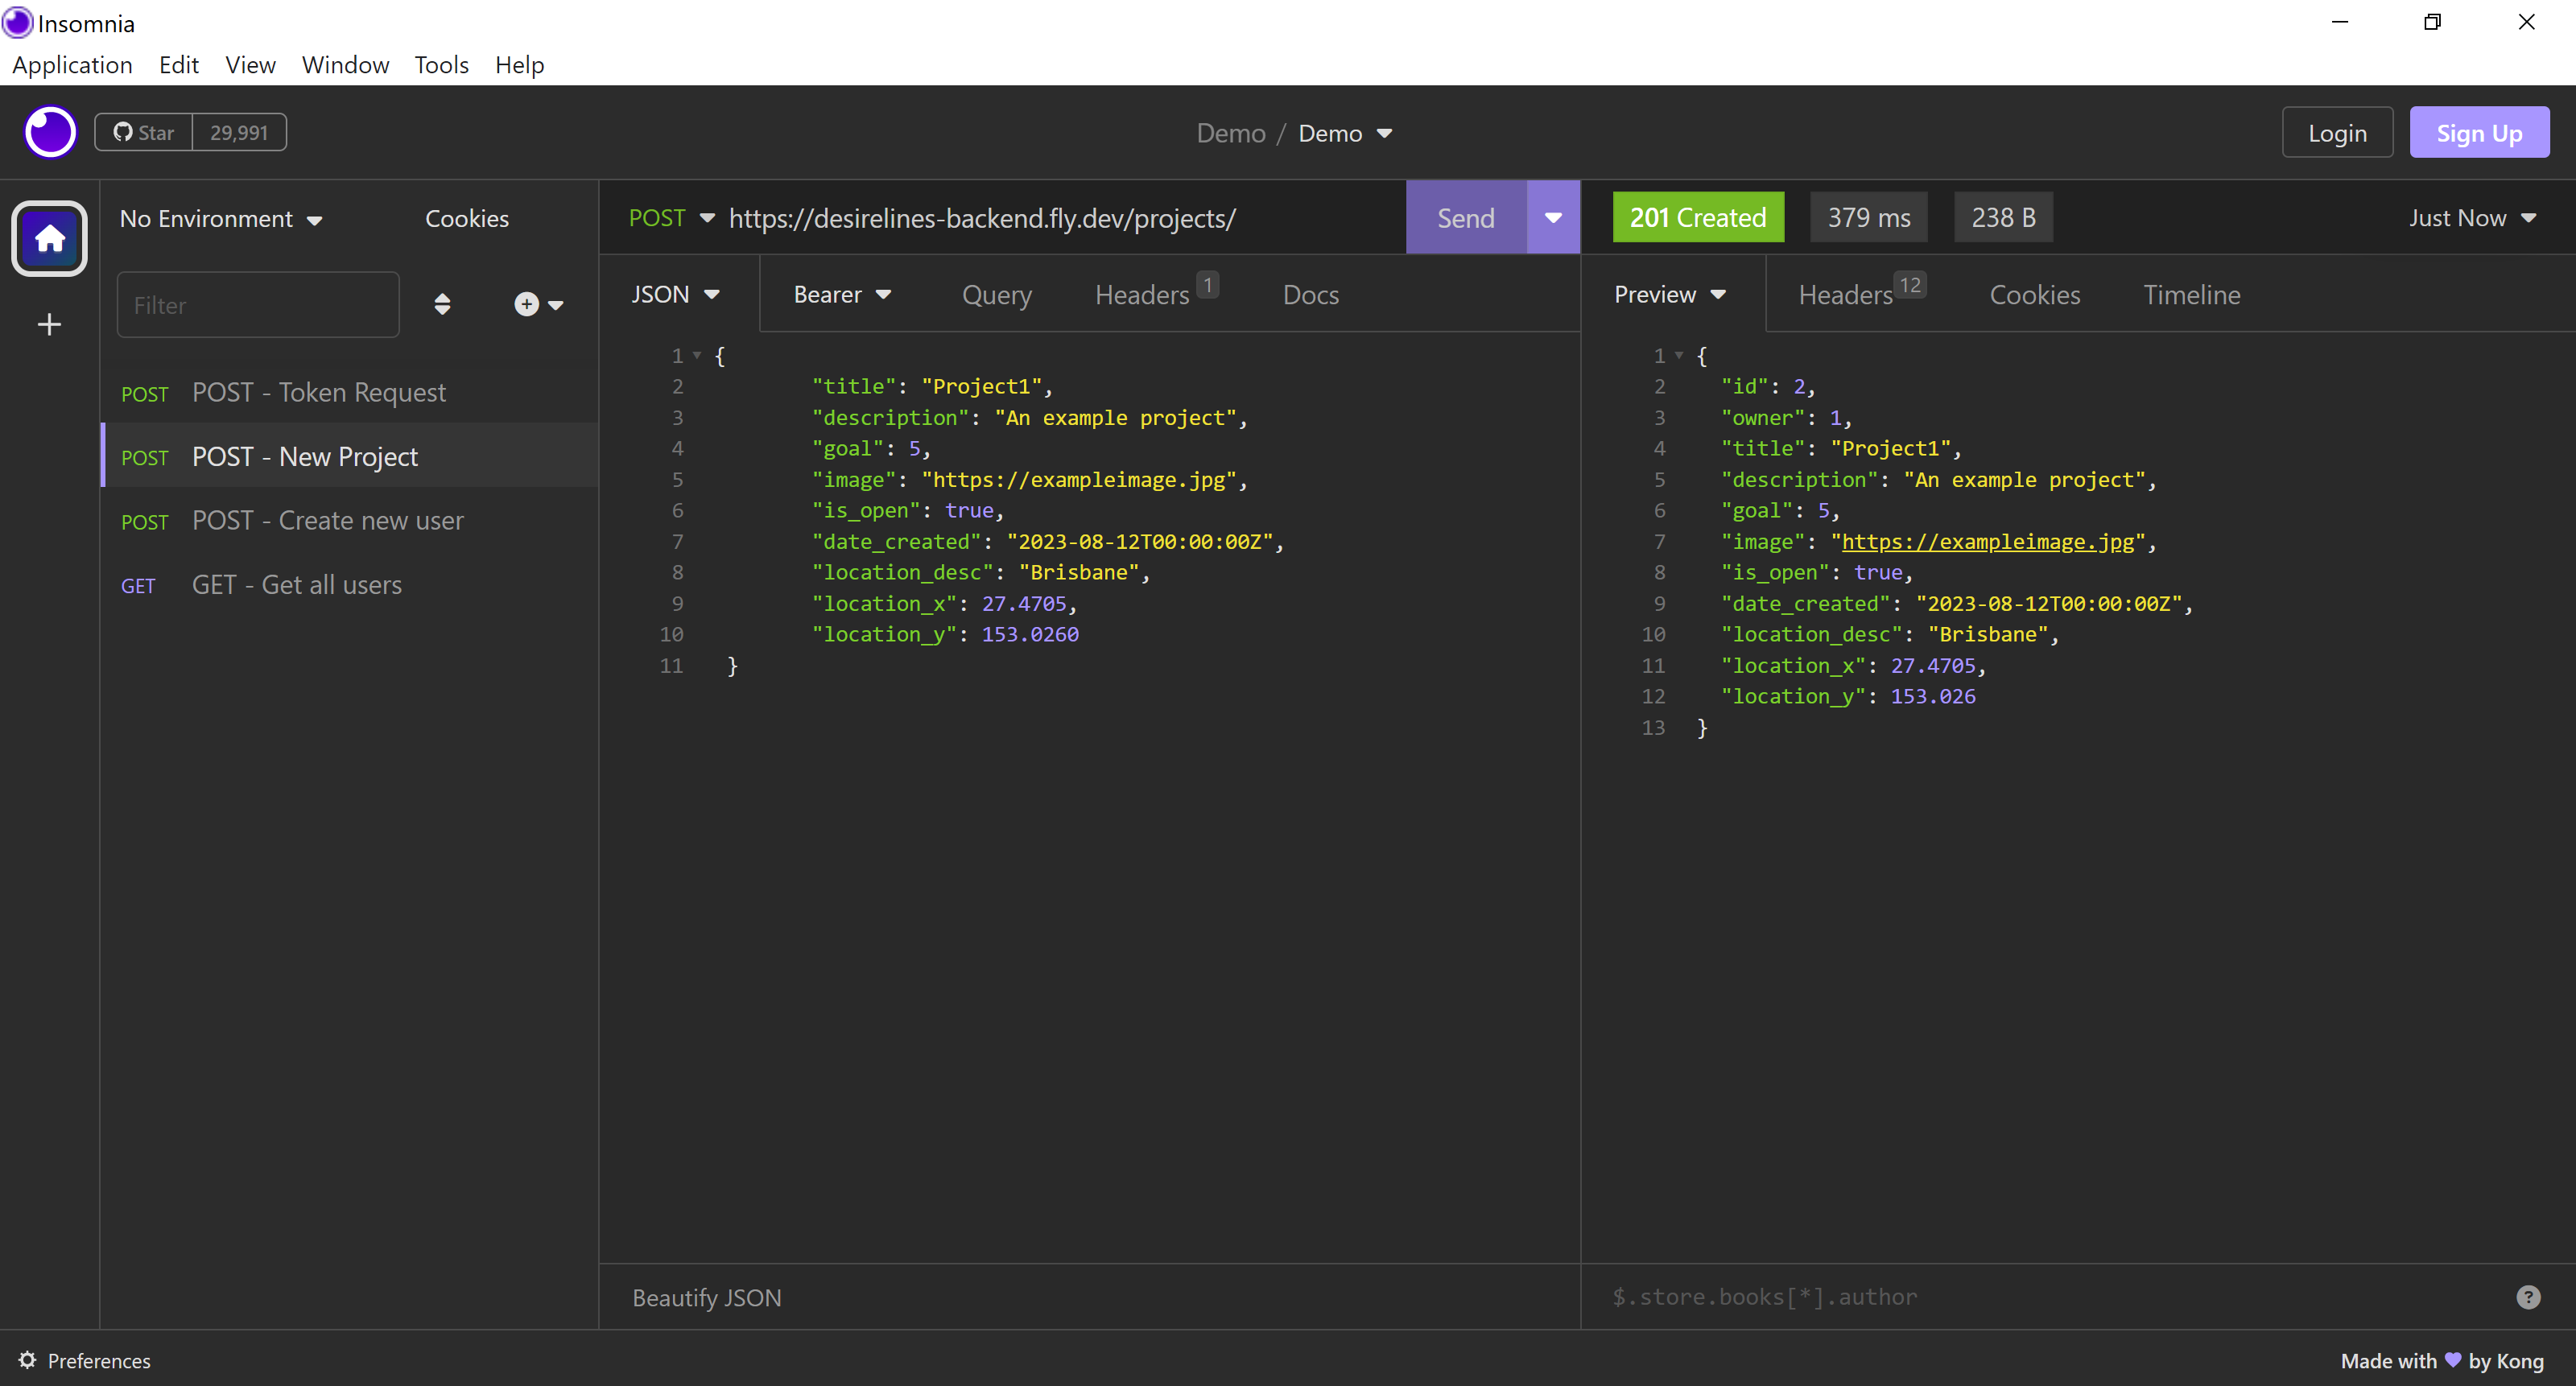 Insomnia
Application Edit View Window Tools Help
Star 29,991
Demo / Demo
Login Sign Up
No Environment Cookies
Filter
POST POST - Token Request
POST POST - New Project
POST POST - Create new user
GET GET - Get all users
POST https://desirelines-backend.fly.dev/projects/ Send
JSON Bearer Query Headers 1 Docs
1 {
2 "title": "Project1",
3 "description": "An example project",
4 "goal": 5,
5 "image": "https://exampleimage.jpg",
6 "is_open": true,
7 "date_created": "2023-08-12T00:00:00Z",
8 "location_desc": "Brisbane",
9 "location_x": 27.4705,
10 "location_y": 153.0260
11 }
Beautify JSON
201 Created 379 ms 238 B Just Now
Preview Headers 12 Cookies Timeline
1 {
2 "id": 2,
3 "owner": 1,
4 "title": "Project1",
5 "description": "An example project",
6 "goal": 5,
7 "image": "https://exampleimage.jpg",
8 "is_open": true,
9 "date_created": "2023-08-12T00:00:00Z",
10 "location_desc": "Brisbane",
11 "location_x": 27.4705,
12 "location_y": 153.026
13 }
$.store.books[*].author ?
Preferences
Made with 💜 by Kong